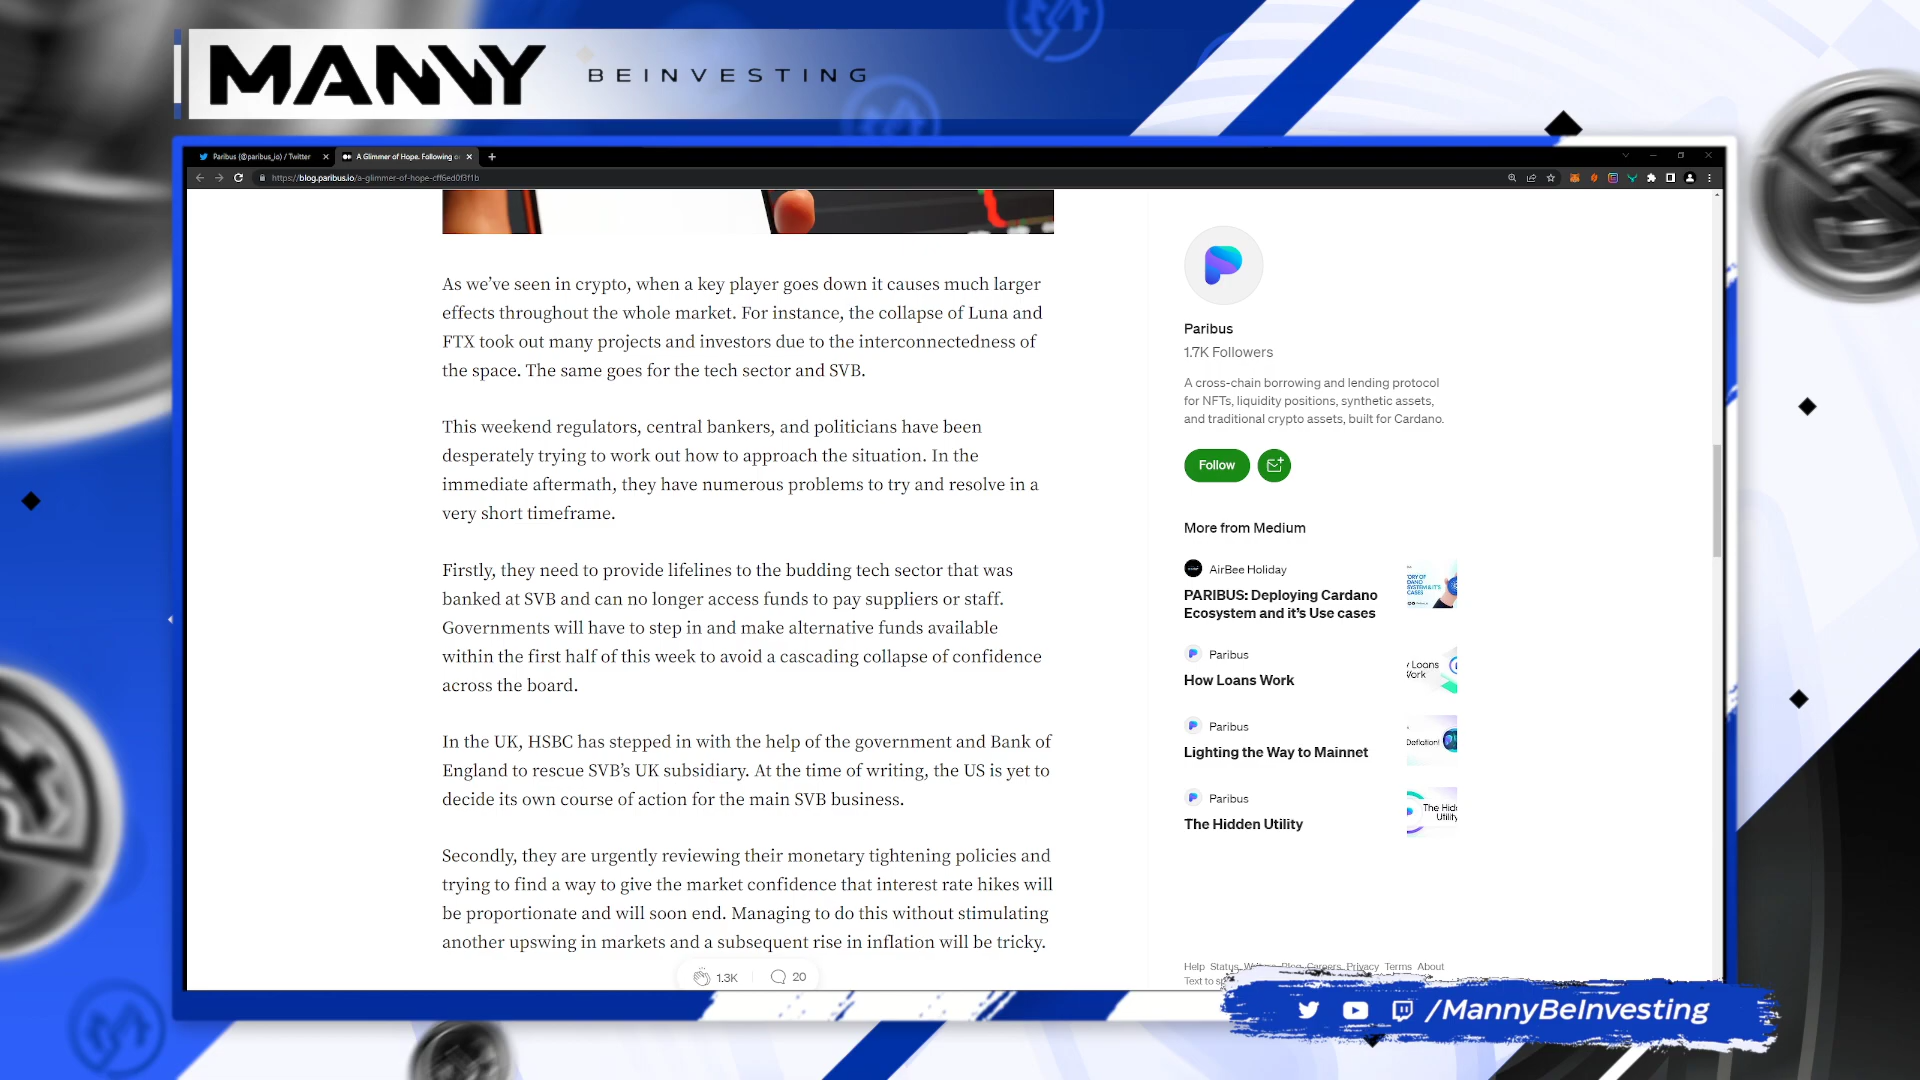 MANNY
BEINVESTING
Paribus (@paribus_io) / Twitter
A Glimmer of Hope. Following
https://blog.paribus.io/a-glimmer-of-hope-cff6ed0f3f1b
As we’ve seen in crypto, when a key player goes down it causes much larger
effects throughout the whole market. For instance, the collapse of Luna and
FTX took out many projects and investors due to the interconnectedness of
the space. The same goes for the tech sector and SVB.
This weekend regulators, central bankers, and politicians have been
desperately trying to work out how to approach the situation. In the
immediate aftermath, they have numerous problems to try and resolve in a
very short timeframe.
Firstly, they need to provide lifelines to the budding tech sector that was
banked at SVB and can no longer access funds to pay suppliers or staff.
Governments will have to step in and make alternative funds available
within the first half of this week to avoid a cascading collapse of confidence
across the board.
In the UK, HSBC has stepped in with the help of the government and Bank of
England to rescue SVB’s UK subsidiary. At the time of writing, the US is yet to
decide its own course of action for the main SVB business.
Secondly, they are urgently reviewing their monetary tightening policies and
trying to find a way to give the market confidence that interest rate hikes will
be proportionate and will soon end. Managing to do this without stimulating
another upswing in markets and a subsequent rise in inflation will be tricky.
1.3K
20
Paribus
1.7K Followers
A cross-chain borrowing and lending protocol
for NFTs, liquidity positions, synthetic assets,
and traditional crypto assets, built for Cardano.
Follow
More from Medium
AirBee Holiday
PARIBUS: Deploying Cardano
Ecosystem and it’s Use cases
Paribus
How Loans Work
Loans
Paribus
Lighting the Way to Mainnet
Deflation!
Paribus
The Hidden Utility
The
Utility
Help Status Blog Careers Privacy Terms About
Text to
/MannyBeInvesting